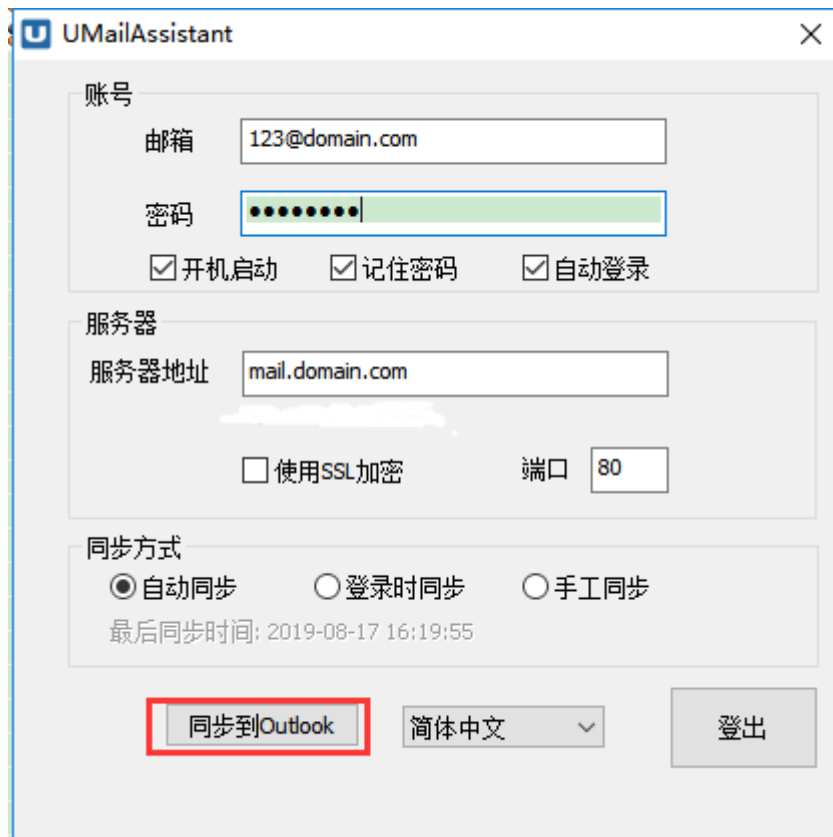 UMailAssistant
账号
邮箱 123@domain.com
密码 ●●●●●●●●
开机启动 记住密码 自动登录
服务器
服务器地址 mail.domain.com
使用SSL加密 端口 80
同步方式
自动同步 登录时同步 手工同步
最后同步时间: 2019-08-17 16:19:55
同步到Outlook 简体中文 登出